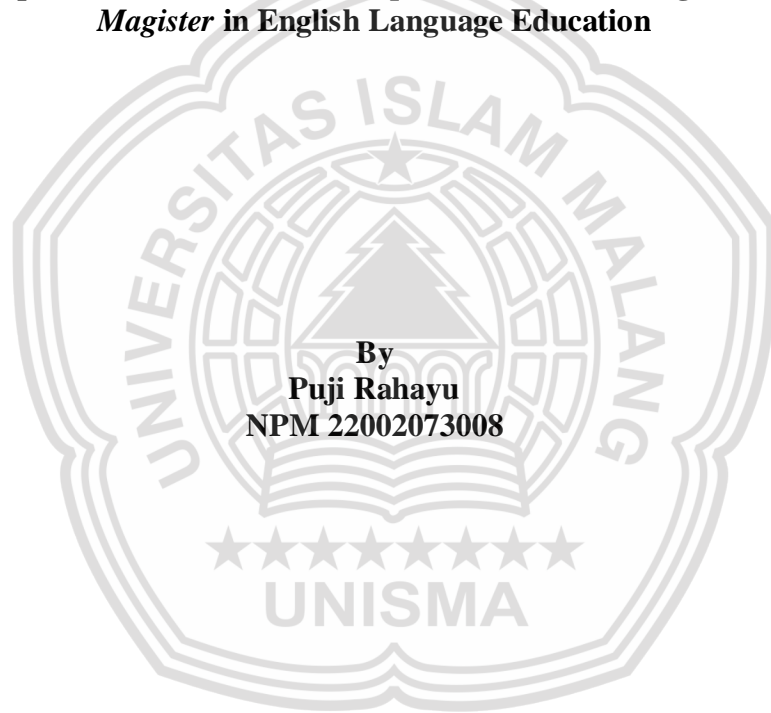 Magister in English Language Education
UNIVERSITAS ISLAM MALANG
By
Puji Rahayu
NPM 22002073008
UNISMA